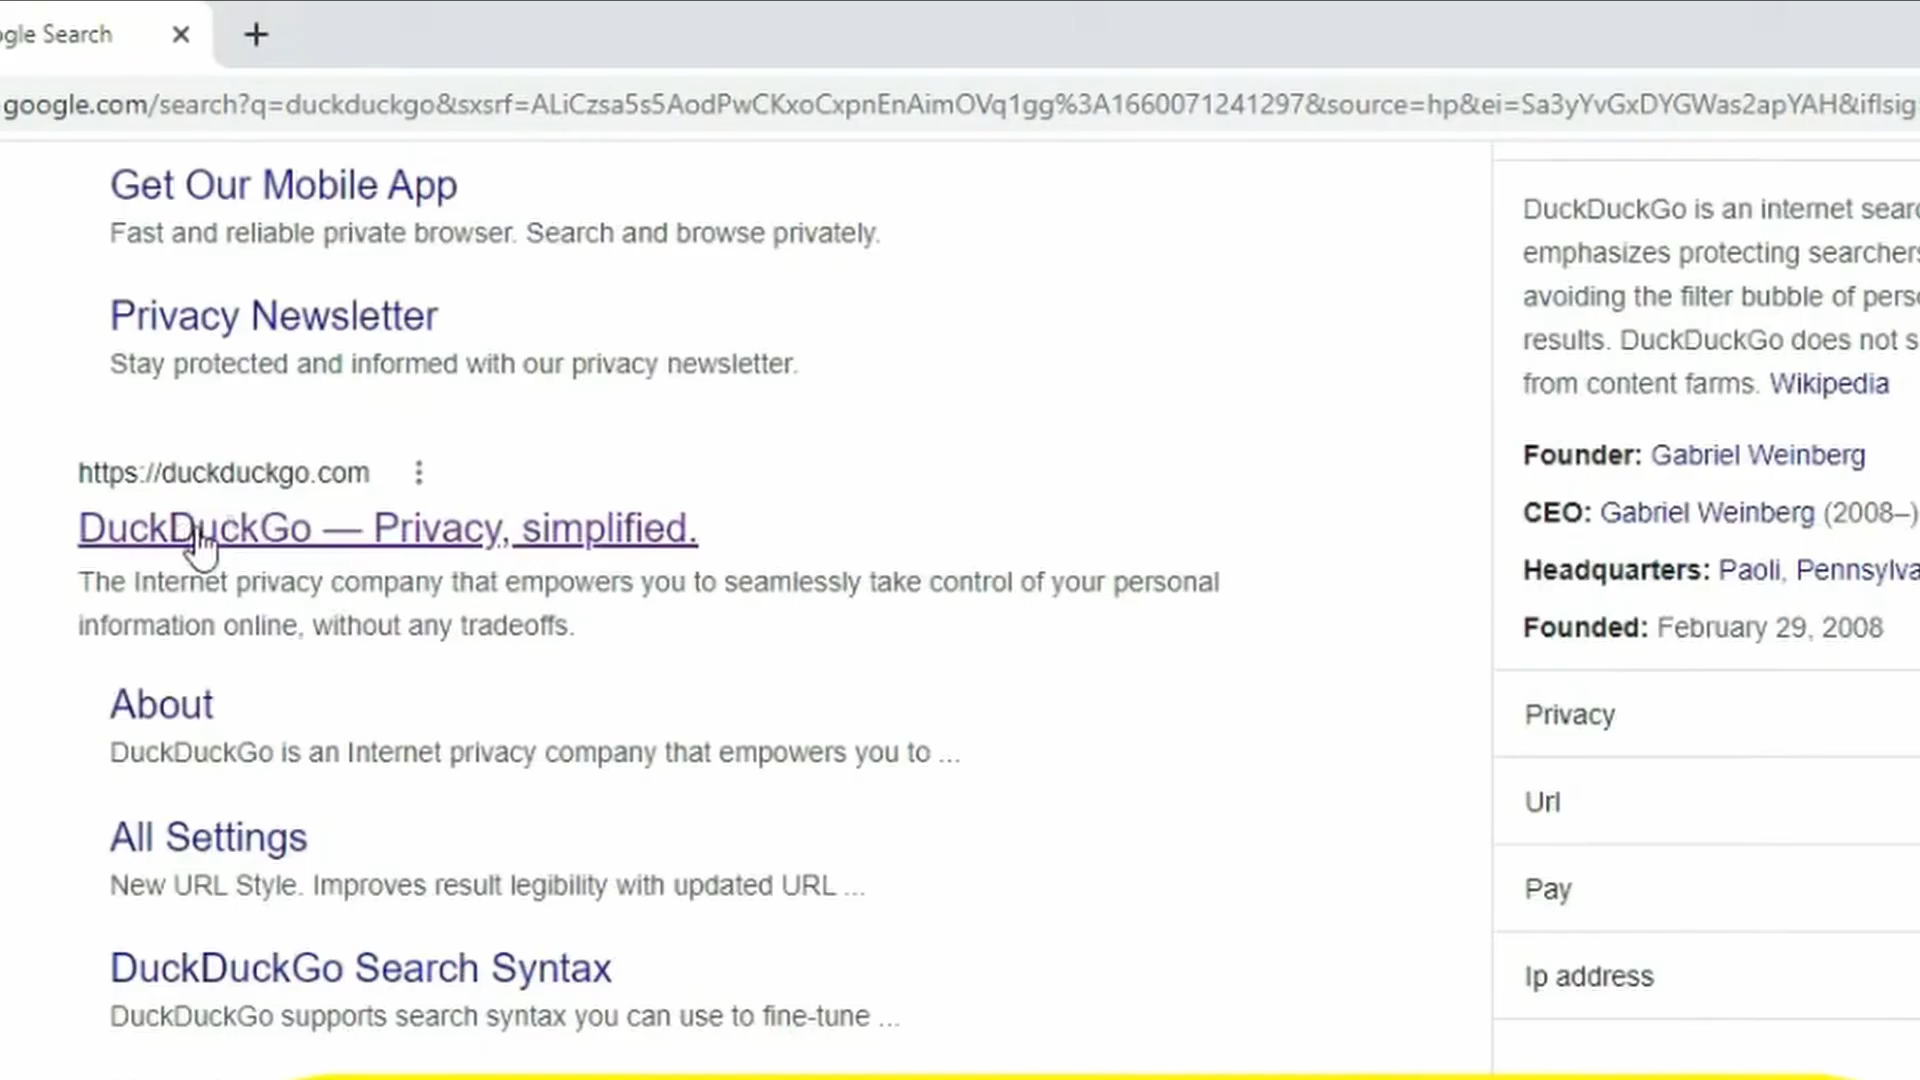 gle Search
google.com/search?q=duckduckgo&sxsrf=ALiCzsa5s5AodPwCKxoCxpnEnAimOVq1gg%3A1660071241297&source=hp&ei=Sa3yYvGxDYGWas2apYAH&iflsig
Get Our Mobile App
Fast and reliable private browser. Search and browse privately.
Privacy Newsletter
Stay protected and informed with our privacy newsletter.
https://duckduckgo.com
DuckDuckGo — Privacy, simplified.
The Internet privacy company that empowers you to seamlessly take control of your personal
information online, without any tradeoffs.
About
DuckDuckGo is an Internet privacy company that empowers you to ...
All Settings
New URL Style. Improves result legibility with updated URL ...
DuckDuckGo Search Syntax
DuckDuckGo supports search syntax you can use to fine-tune ...
DuckDuckGo is an internet sear
emphasizes protecting searchers
avoiding the filter bubble of pers
results. DuckDuckGo does not s
from content farms. Wikipedia
Founder: Gabriel Weinberg
CEO: Gabriel Weinberg (2008–)
Headquarters: Paoli, Pennsylva
Founded: February 29, 2008
Privacy
Url
Pay
Ip address